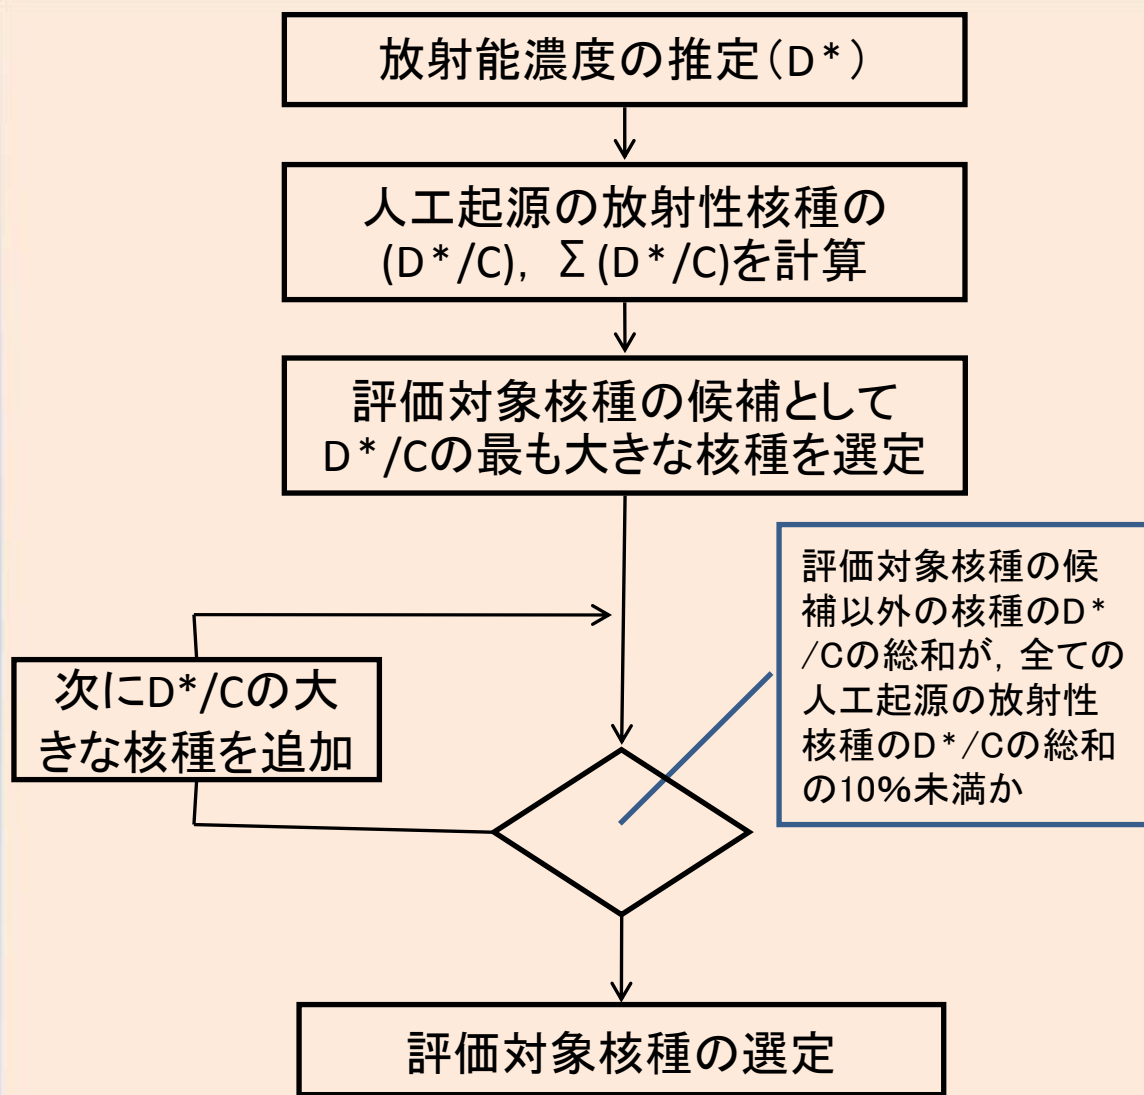 放射能濃度の推定(D*)
人工起源の放射性核種の
(D*/C), Σ(D*/C)を計算
評価対象核種の候補として
D*/Cの最も大きな核種を選定
評価対象核種の候
補以外の核種のD*
/Cの総和が, 全ての
人工起源の放射性
核種のD*/Cの総和
の10%未満か
次にD*/Cの大
きな核種を追加
評価対象核種の選定